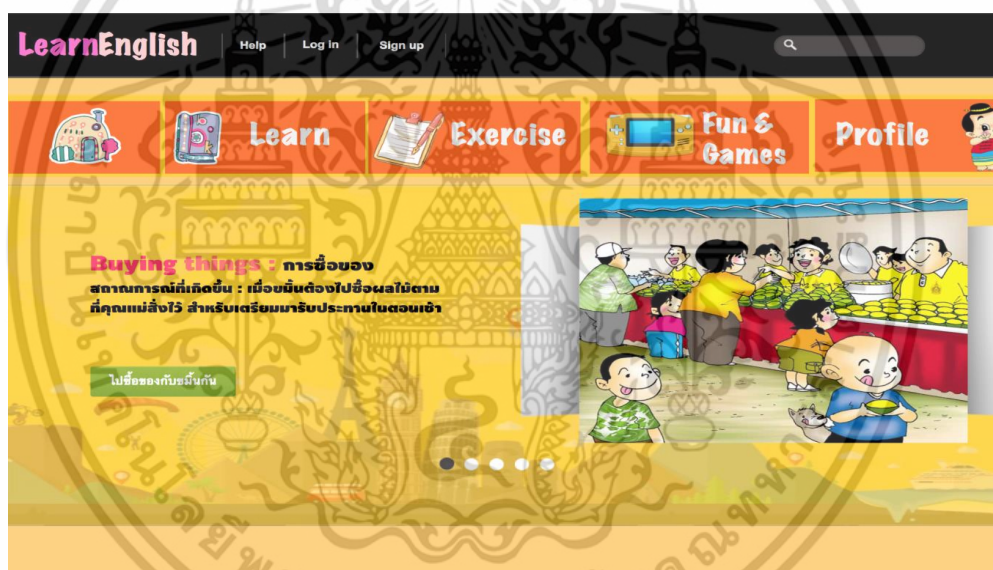 LearnEnglish
Help
Log in
Sign up
Learn
Exercise
Fun &
Games
Profile
Buying things : การซื้อของ
สถานการณ์ที่เกิดขึ้น : เมื่อขมิ้นต้องไปซื้อผลไม้ตาม
ที่คุณแม่สั่งไว้ สำหรับเตรียมมารับประทานในตอนเช้า
ไปซื้อของกับขมิ้นกัน